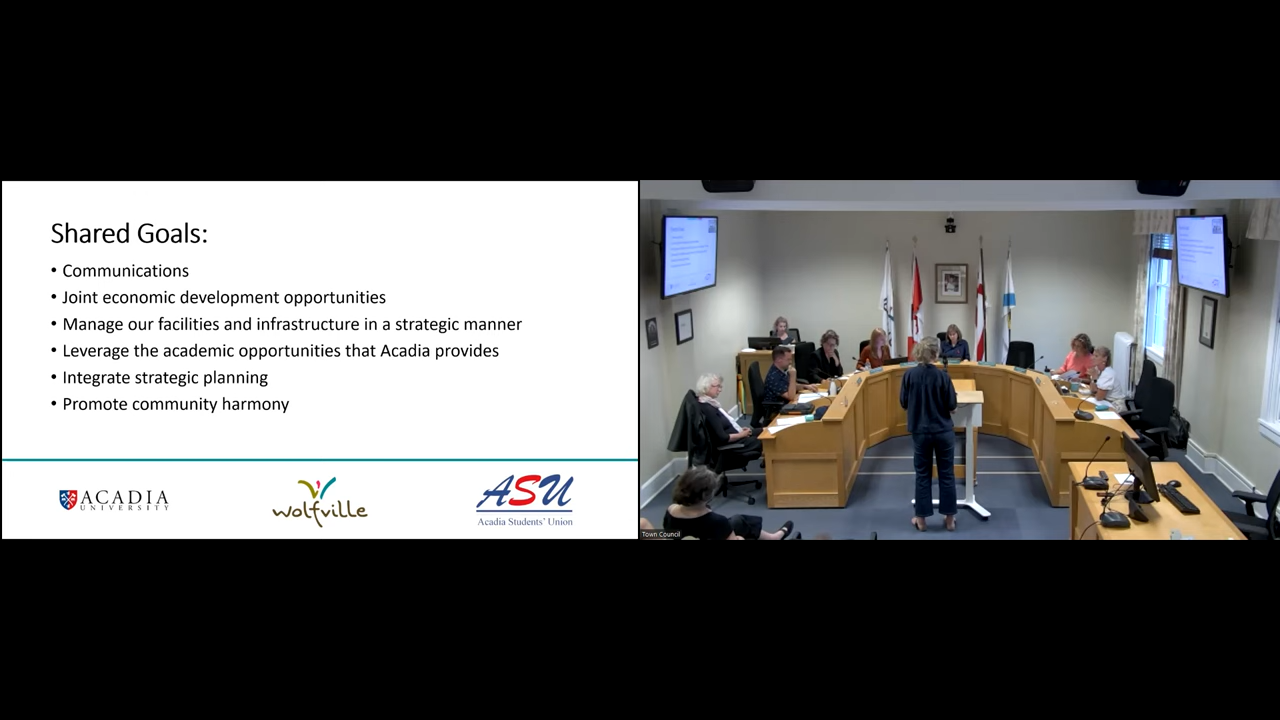 Shared Goals:
• Communications
• Joint economic development opportunities
• Manage our facilities and infrastructure in a strategic manner
• Leverage the academic opportunities that Acadia provides
• Integrate strategic planning
• Promote community harmony
ACADIA
UNIVERSITY
wolfville
ASU
Acadia Students' Union
Town Council